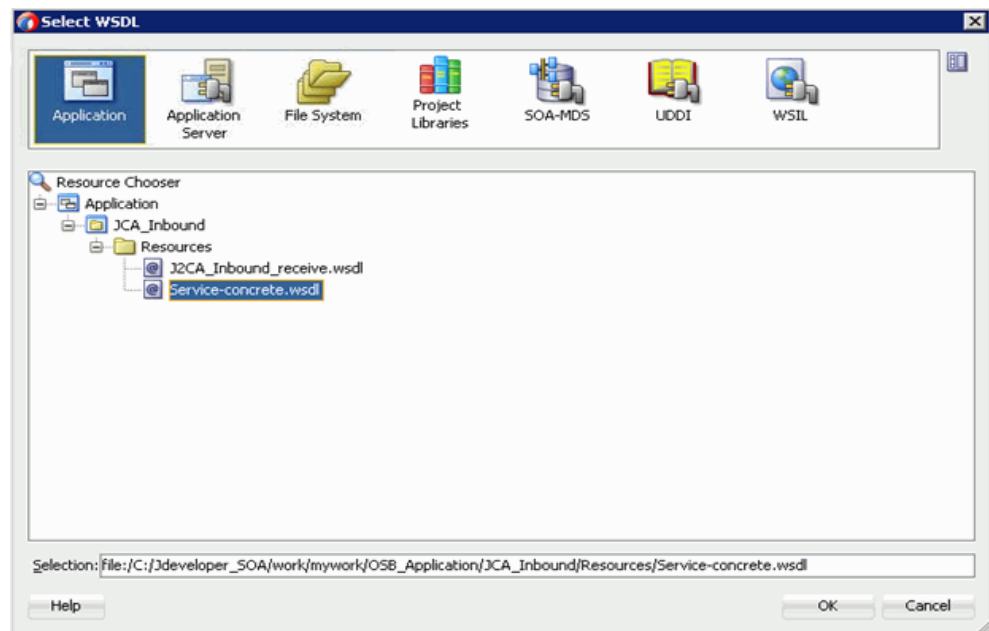 Select WSDL
Application
Application Server
File System
Project Libraries
SOA-MDS
UDDI
WSIL
Resource Chooser
Application
JCA_Inbound
Resources
J2CA_Inbound_receive.wsdl
Service-concrete.wsdl
Selection: file:/C:/Jdeveloper_SOA/work/mywork/OSB_Application/JCA_Inbound/Resources/Service-concrete.wsdl
Help
OK
Cancel